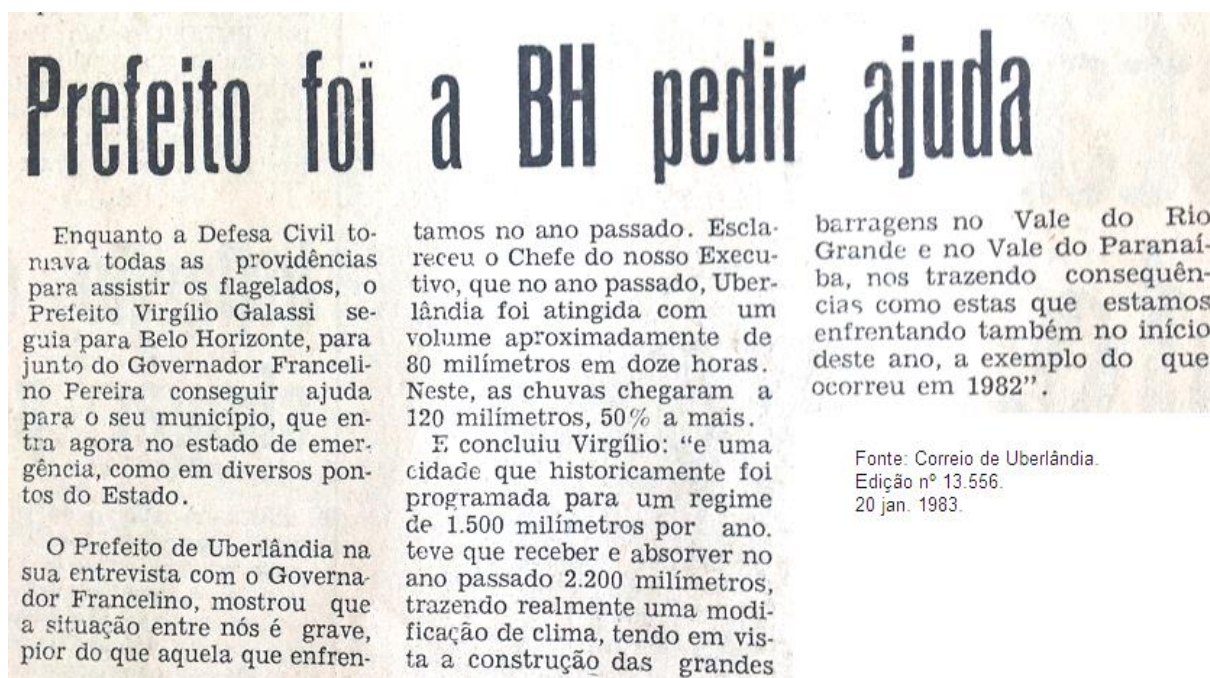 Prefeito foi a BH pedir ajuda
Enquanto a Defesa Civil to-
mava todas as providências
para assistir os flagelados, o
Prefeito Virgílio Galassi se-
guia para Belo Horizonte, para
junto do Governador Franceli-
no Pereira conseguir ajuda
para o seu município, que en-
tra agora no estado de emer-
gência, como em diversos pon-
tos do Estado.
O Prefeito de Uberlândia na
sua entrevista com o Governa-
dor Francelino, mostrou que
a situação entre nós é grave,
pior do que aquela que enfren-
tamos no ano passado. Escla-
receu o Chefe do nosso Execu-
tivo, que no ano passado, Uber-
lândia foi atingida com um
volume aproximadamente de
80 milímetros em doze horas.
Neste, as chuvas chegaram a
120 milímetros, 50% a mais.
E concluiu Virgílio: “e uma
cidade que historicamente foi
programada para um regime
de 1.500 milímetros por ano.
teve que receber e absorver no
ano passado 2.200 milímetros,
trazendo realmente uma modi-
ficação de clima, tendo em vis-
ta a construção das grandes
barragens no Vale do Rio
Grande e no Vale do Paranaí-
ba, nos trazendo consequên-
cias como estas que estamos
enfrentando também no início
deste ano, a exemplo do que
ocorreu em 1982”.
Fonte: Correio de Uberlândia.
Edição nº 13.556.
20 jan. 1983.